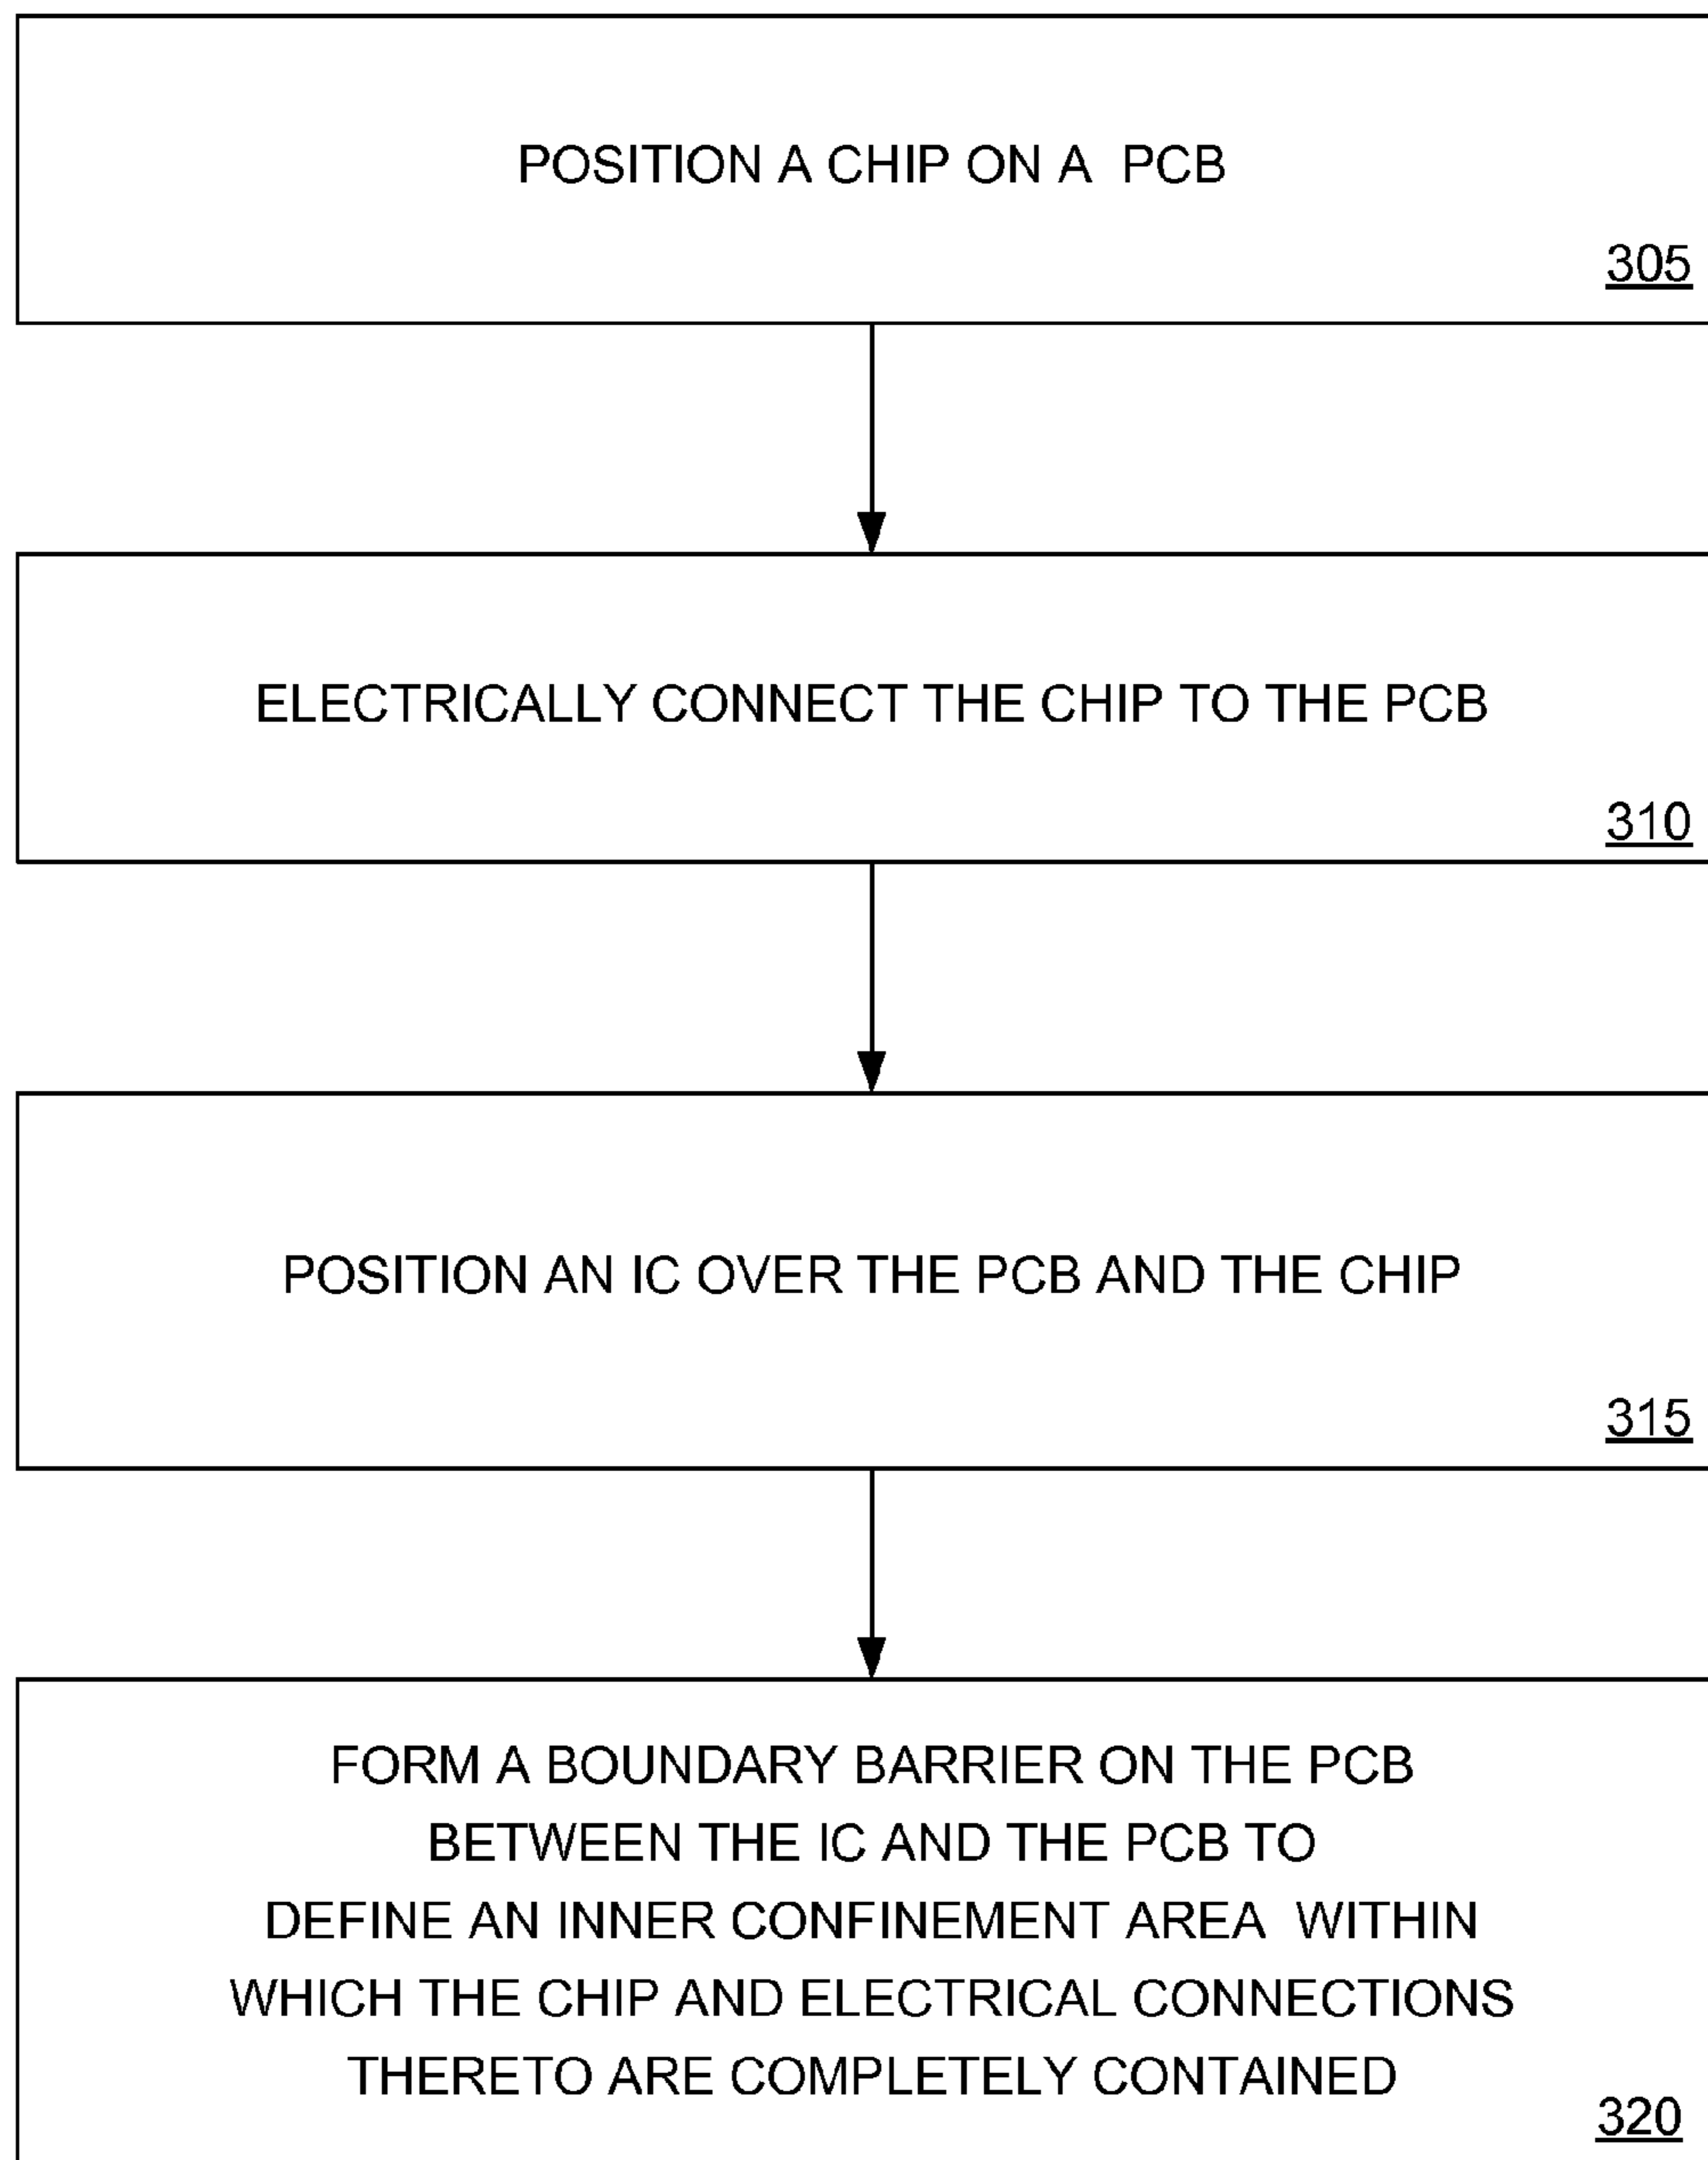 POSITION A CHIP ON A PCB
305
ELECTRICALLY CONNECT THE CHIP TO THE PCB
310
POSITION AN IC OVER THE PCB AND THE CHIP
315
FORM A BOUNDARY BARRIER ON THE PCB
BETWEEN THE IC AND THE PCB TO
DEFINE AN INNER CONFINEMENT AREA WITHIN
WHICH THE CHIP AND ELECTRICAL CONNECTIONS
THERETO ARE COMPLETELY CONTAINED
320